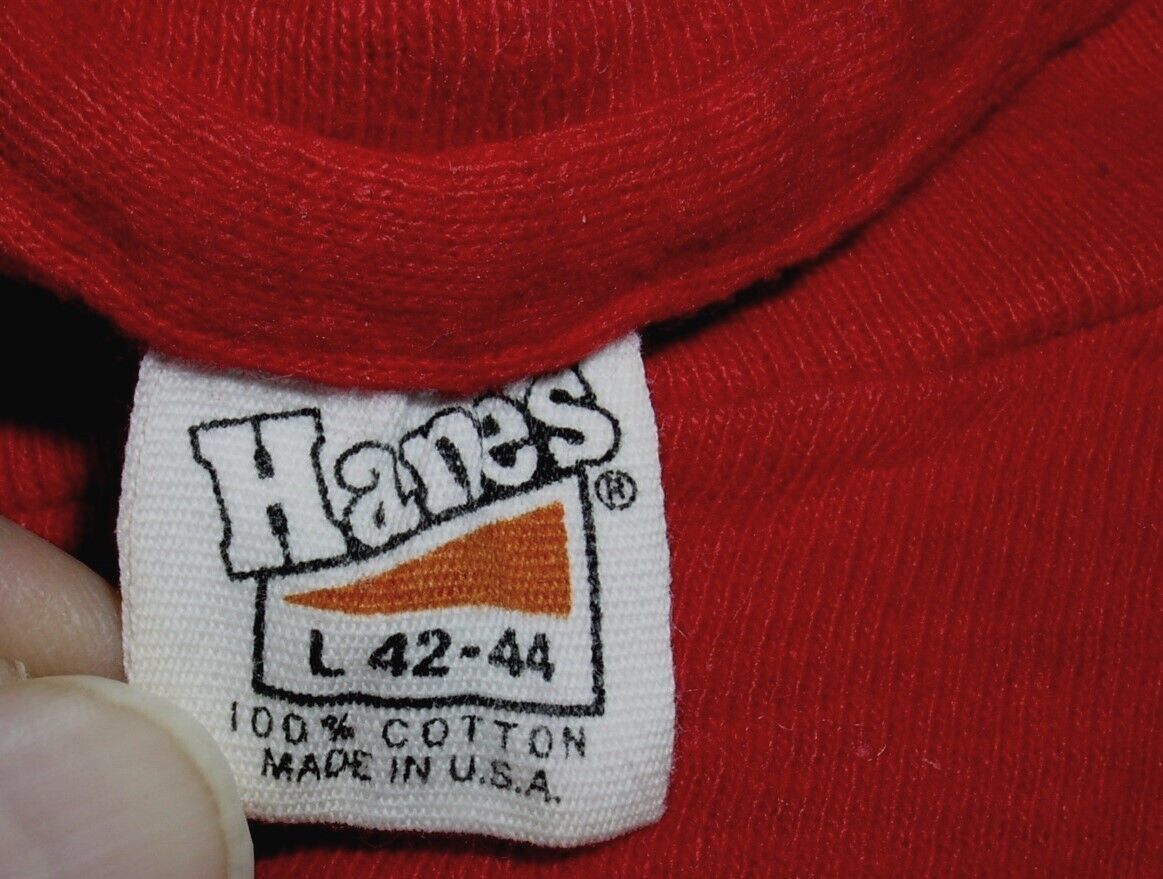 Hanes
®
L 42-44
100% COTTON
MADE IN U.S.A.